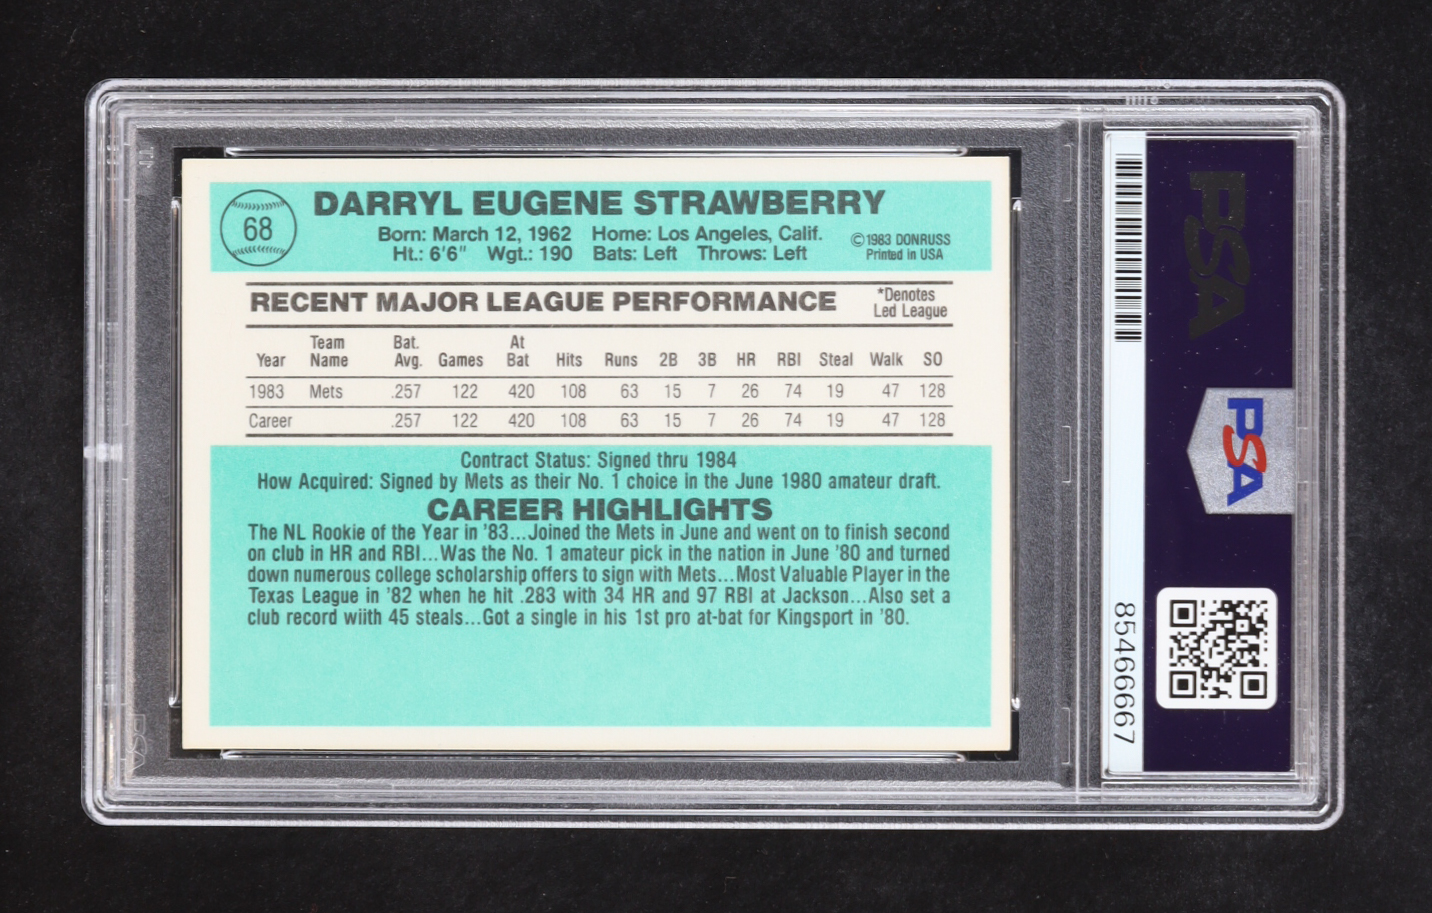 68
DARRYL EUGENE STRAWBERRY
Born: March 12, 1962 Home: Los Angeles, Calif.
Ht.: 6'6" Wgt.: 190 Bats: Left Throws: Left
©1983 DONRUSS
Printed in USA
RECENT MAJOR LEAGUE PERFORMANCE
*Denotes
Led League
Year Team Name Bat. Avg. Games At Bat Hits Runs 2B 3B HR RBI Steal Walk SO
1983 Mets .257 122 420 108 63 15 7 26 74 19 47 128
Career .257 122 420 108 63 15 7 26 74 19 47 128
Contract Status: Signed thru 1984
How Acquired: Signed by Mets as their No. 1 choice in the June 1980 amateur draft.
CAREER HIGHLIGHTS
The NL Rookie of the Year in '83...Joined the Mets in June and went on to finish second
on club in HR and RBI...Was the No. 1 amateur pick in the nation in June '80 and turned
down numerous college scholarship offers to sign with Mets...Most Valuable Player in the
Texas League in '82 when he hit .283 with 34 HR and 97 RBI at Jackson...Also set a
club record wiith 45 steals...Got a single in his 1st pro at-bat for Kingsport in '80.
PSA
PSA
85466667
PSA